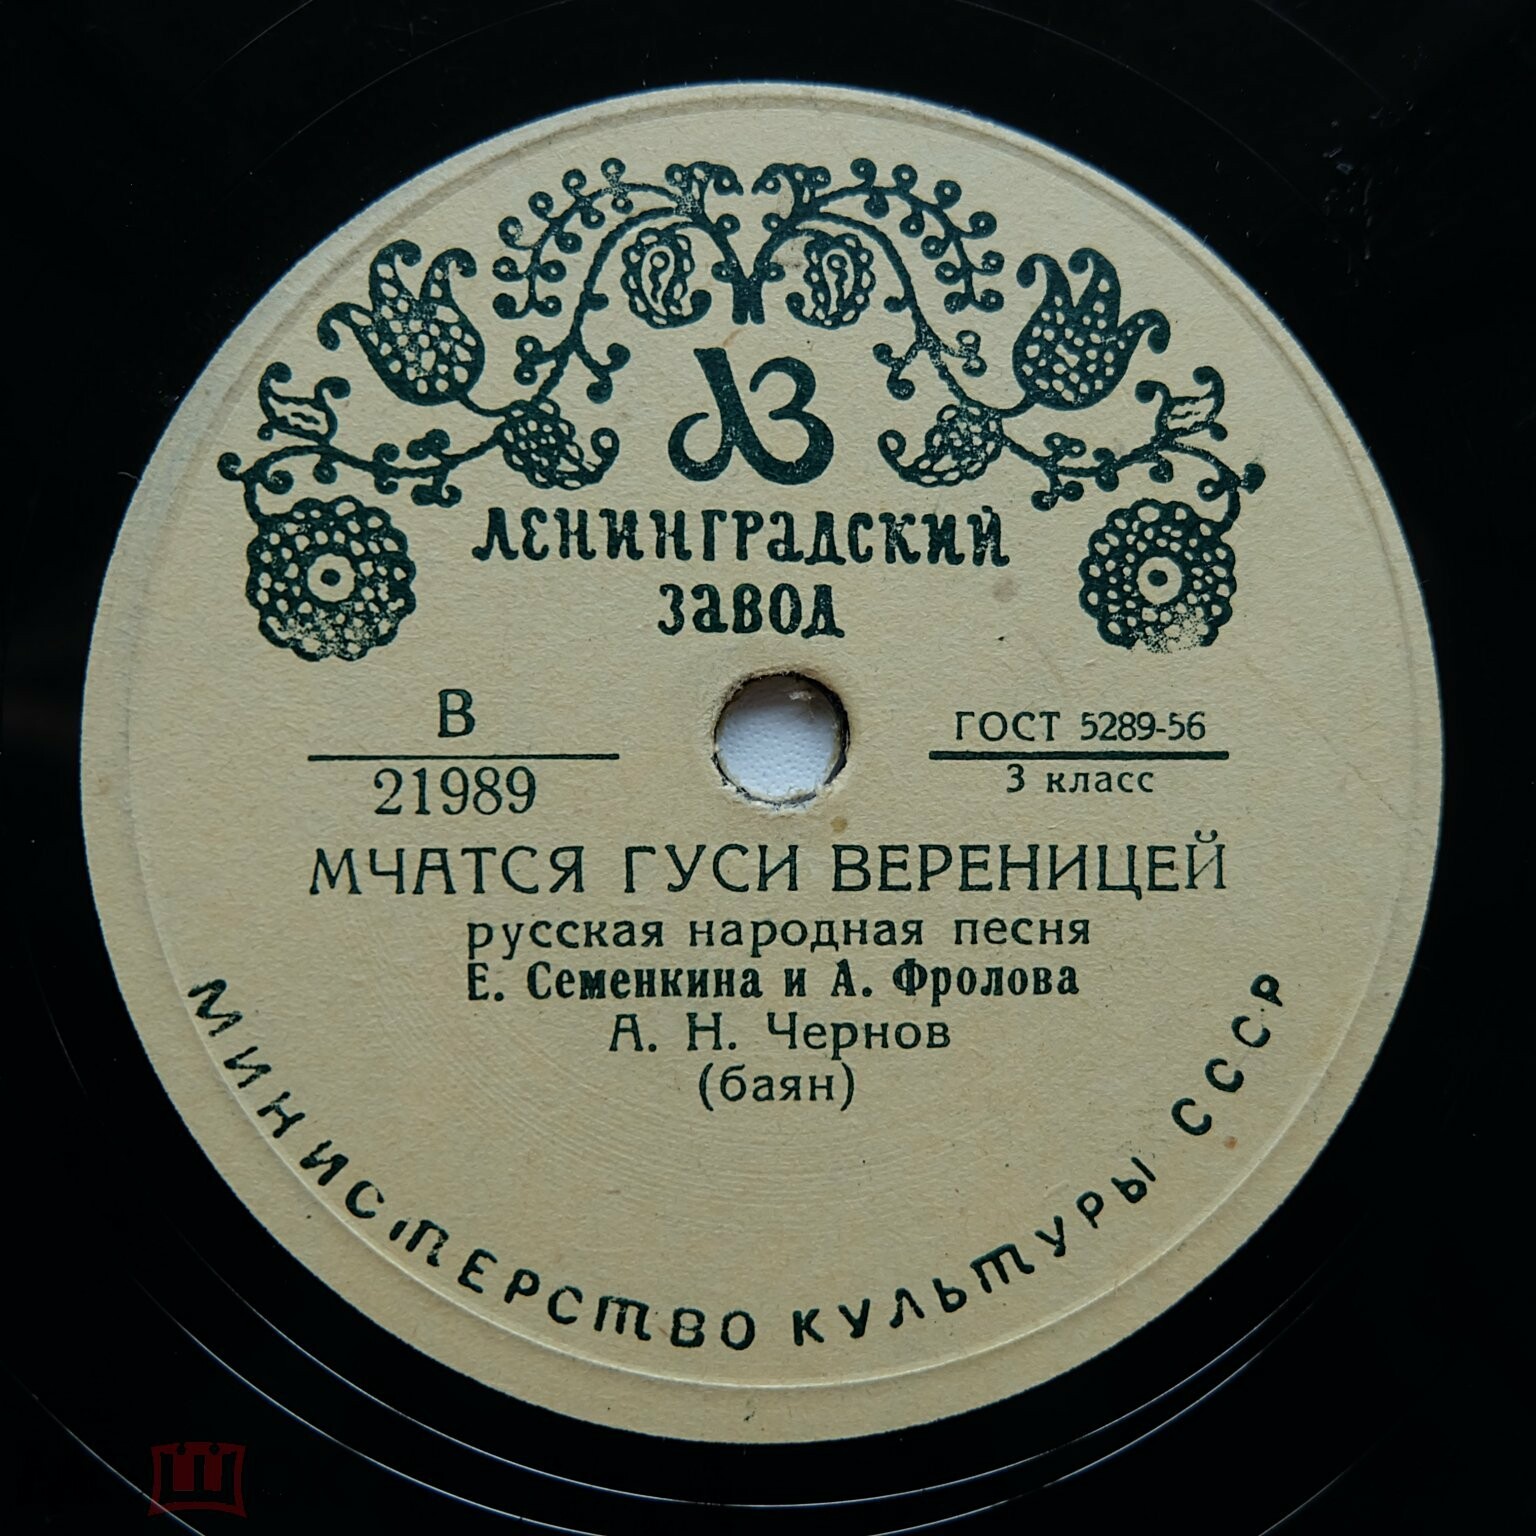 ЛЗ
ЛЕНИНГРАДСКИЙ
ЗАВОД
В
21989
ГОСТ 5289-56
3 класс
МЧАТСЯ ГУСИ ВЕРЕНИЦЕЙ
русская народная песня
Е. Семенкина и А. Фролова
А. Н. Чернов
(баян)
МИНИСТЕРСТВО КУЛЬТУРЫ СССР